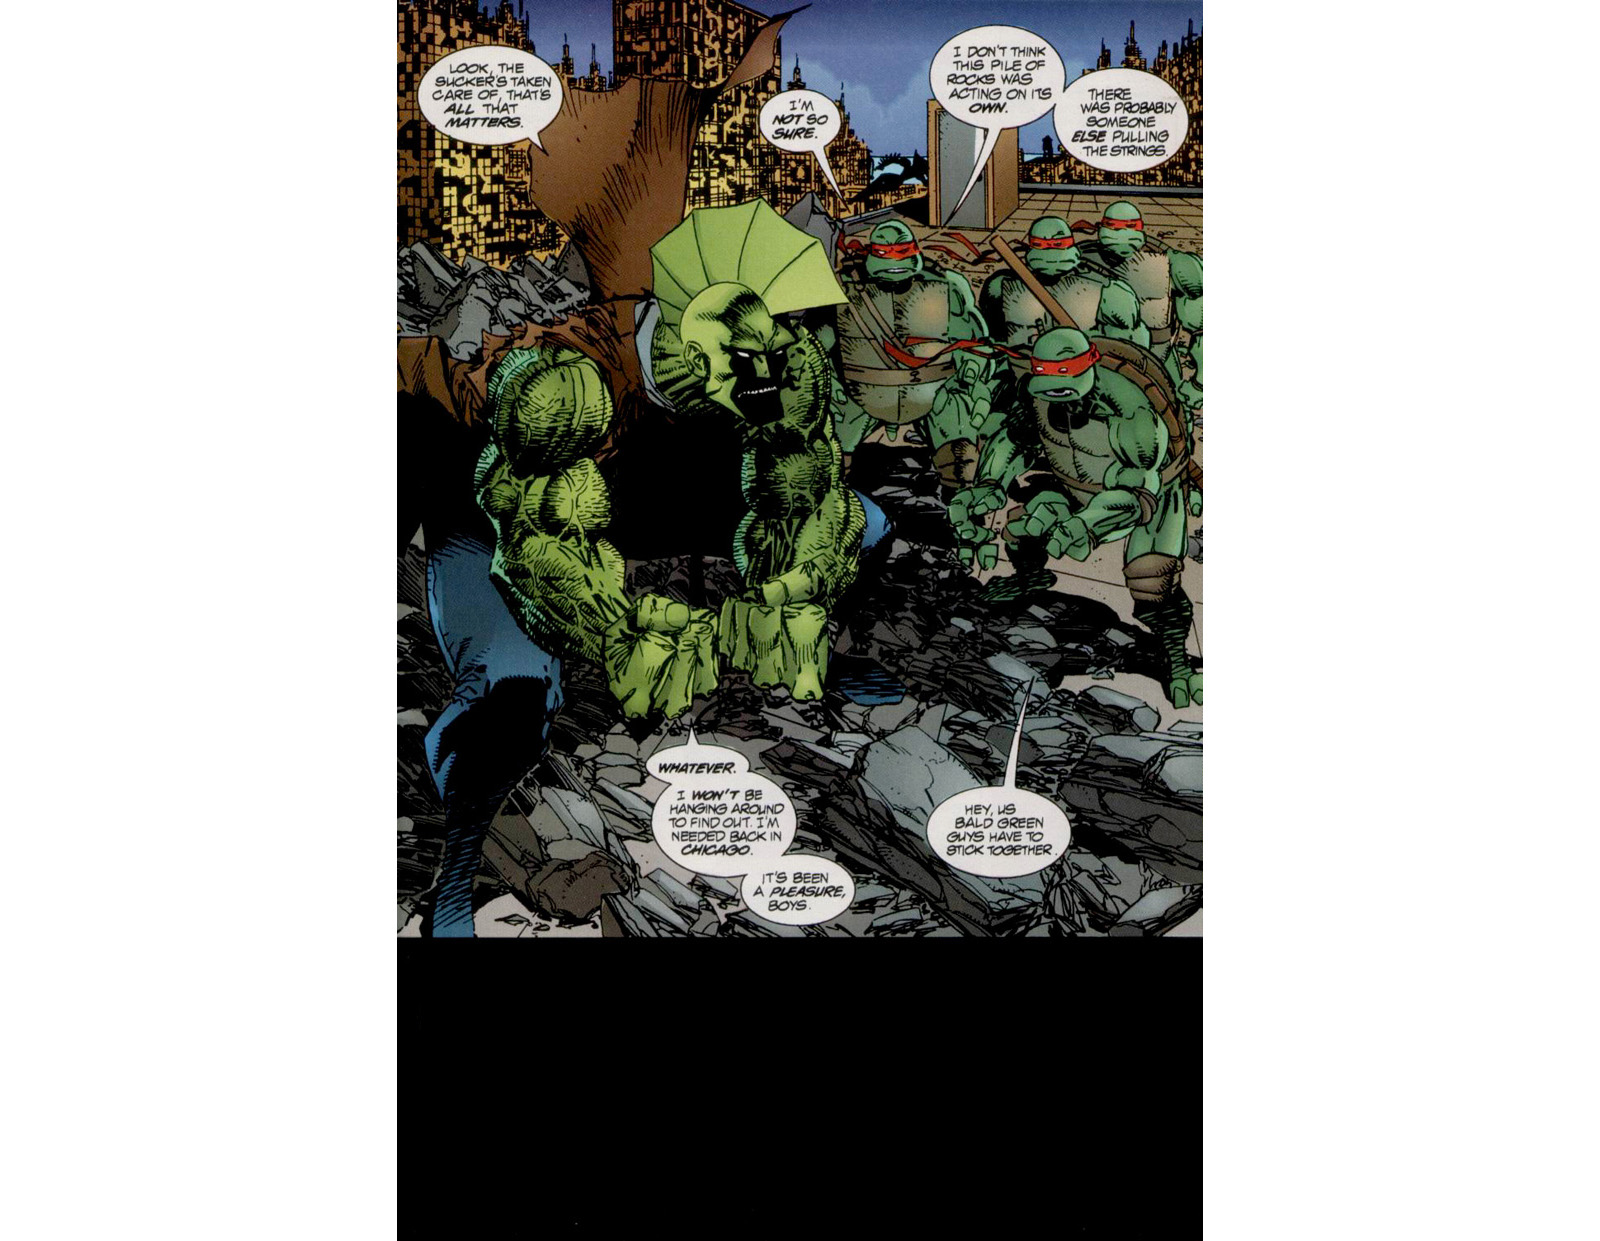 LOOK, THE
SUCKER'S TAKEN
CARE OF, THAT'S
ALL THAT
MATTERS.
I'M
NOT SO
SURE.
I DON'T THINK
THIS PILE OF
ROCKS WAS
ACTING ON ITS
OWN.
THERE
WAS PROBABLY
SOMEONE
ELSE PULLING
THE STRINGS.
WHATEVER.
I WON'T BE
HANGING AROUND
TO FIND OUT. I'M
NEEDED BACK IN
CHICAGO.
IT'S BEEN
A PLEASURE,
BOYS.
HEY, US
BALD GREEN
GUYS HAVE TO
STICK TOGETHER.